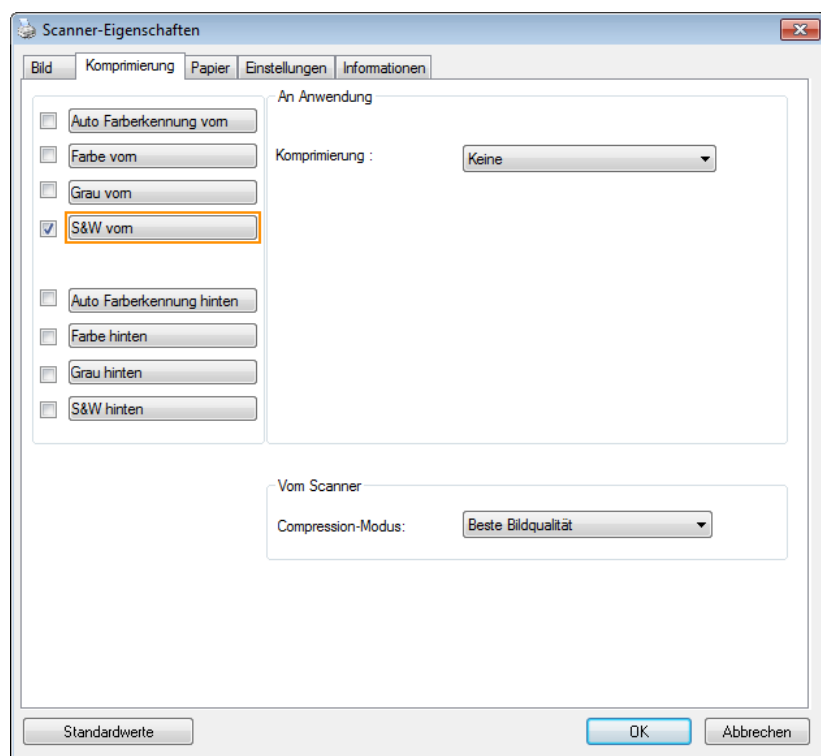 Scanner-Eigenschaften
Bild Komprimierung Papier Einstellungen Informationen
Auto Farberkennung vorn
Farbe vorn
Grau vorn
S&W vorn
Auto Farberkennung hinten
Farbe hinten
Grau hinten
S&W hinten
An Anwendung
Komprimierung : Keine
Vom Scanner
Compression-Modus: Beste Bildqualität
Standardwerte OK Abbrechen